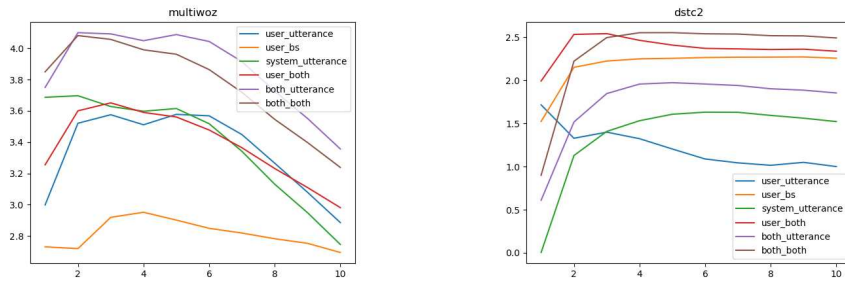 multiwoz
4.0
3.8
3.6
3.4
3.2
3.0
2.8
2 4 6 8 10
user_utterance
user_bs
system_utterance
user_both
both_utterance
both_both
dstc2
2.5
2.0
1.5
1.0
0.5
0.0
2 4 6 8 10
user_utterance
user_bs
system_utterance
user_both
both_utterance
both_both